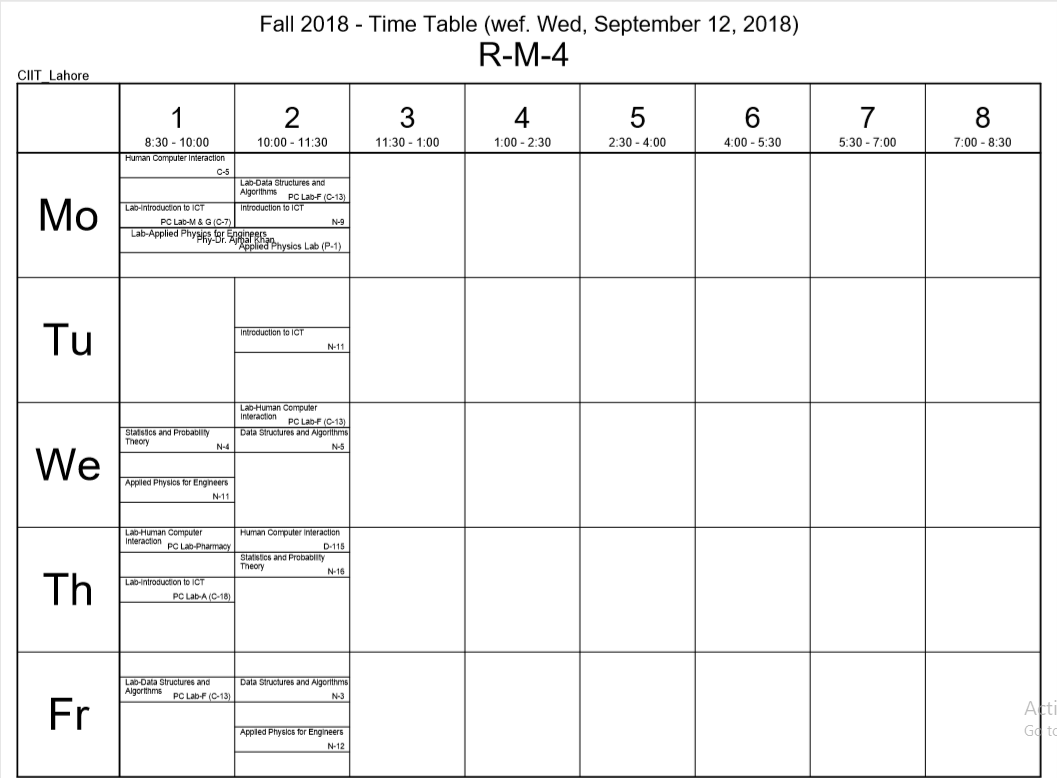 Fall 2018 - Time Table (wef. Wed, September 12, 2018)
R-M-4
CIIT_Lahore
1 2 3 4 5 6 7 8
8:30 - 10:00 10:00 - 11:30 11:30 - 1:00 1:00 - 2:30 2:30 - 4:00 4:00 - 5:30 5:30 - 7:00 7:00 - 8:30
Mo
Human Computer Interaction
C-5
Lab-Data Structures and
Algorithms PC Lab-F (C-13)
Lab-Introduction to ICT
PC Lab-M & G (C-7)
Introduction to ICT
N-9
Lab-Applied Physics for Engineers
Phy-Dr. Ajmal Khan
Applied Physics Lab (P-1)
Tu
Introduction to ICT
N-11
We
Lab-Human Computer
Interaction PC Lab-F (C-13)
Statistics and Probability
Theory N-4
Data Structures and Algorithms
N-5
Applied Physics for Engineers
N-11
Th
Lab-Human Computer
Interaction PC Lab-Pharmacy
Human Computer Interaction
D-115
Statistics and Probability
Theory N-16
Lab-Introduction to ICT
PC Lab-A (C-18)
Fr
Lab-Data Structures and
Algorithms PC Lab-F (C-13)
Data Structures and Algorithms
N-3
Applied Physics for Engineers
N-12
Acti
Go to